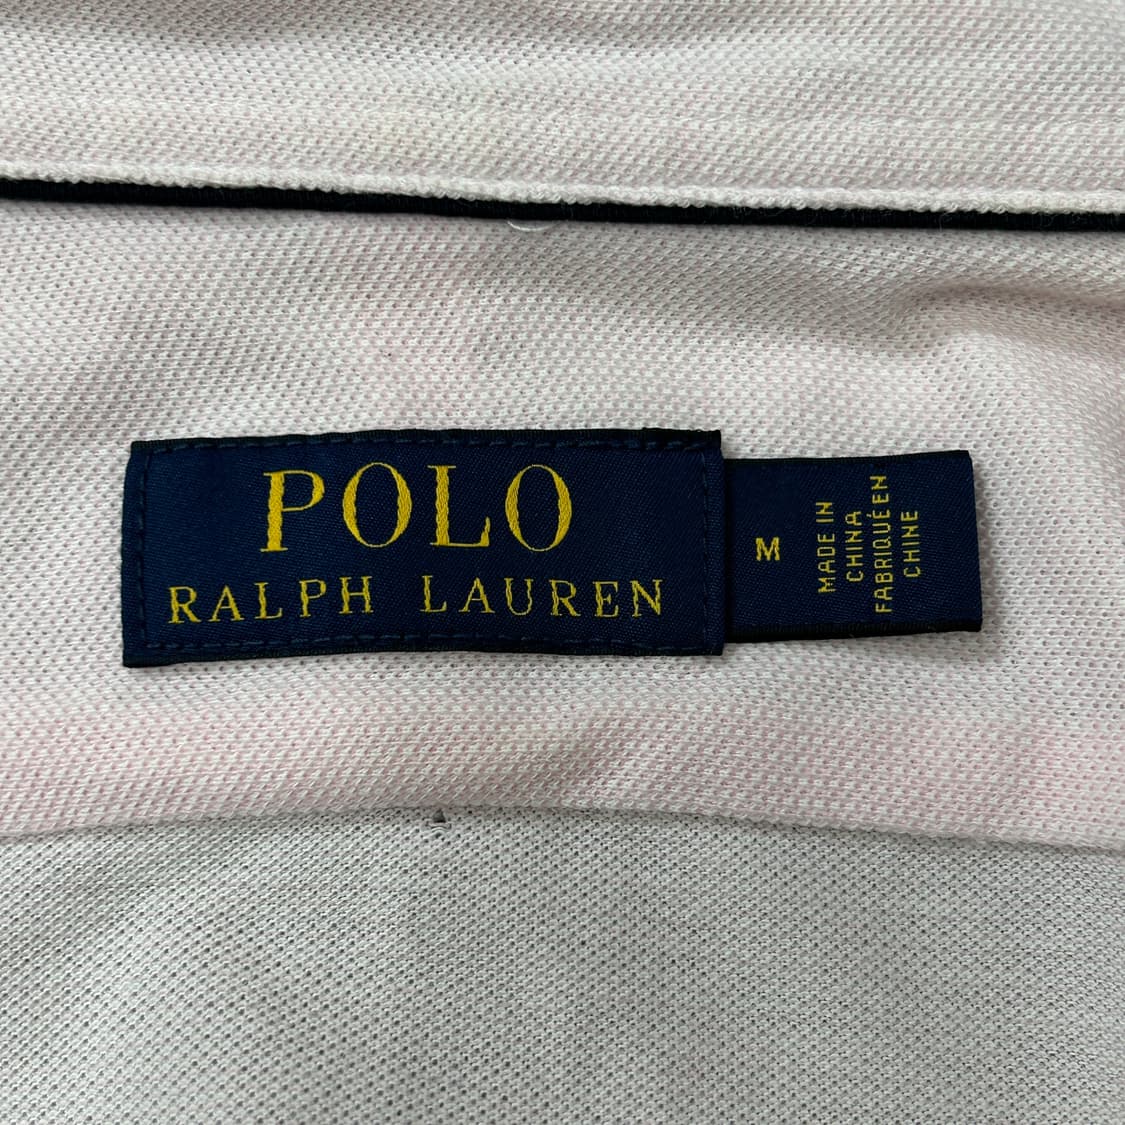 POLO
RALPH LAUREN
M
MADE IN
CHINA
FABRIQUÉ EN
CHINE